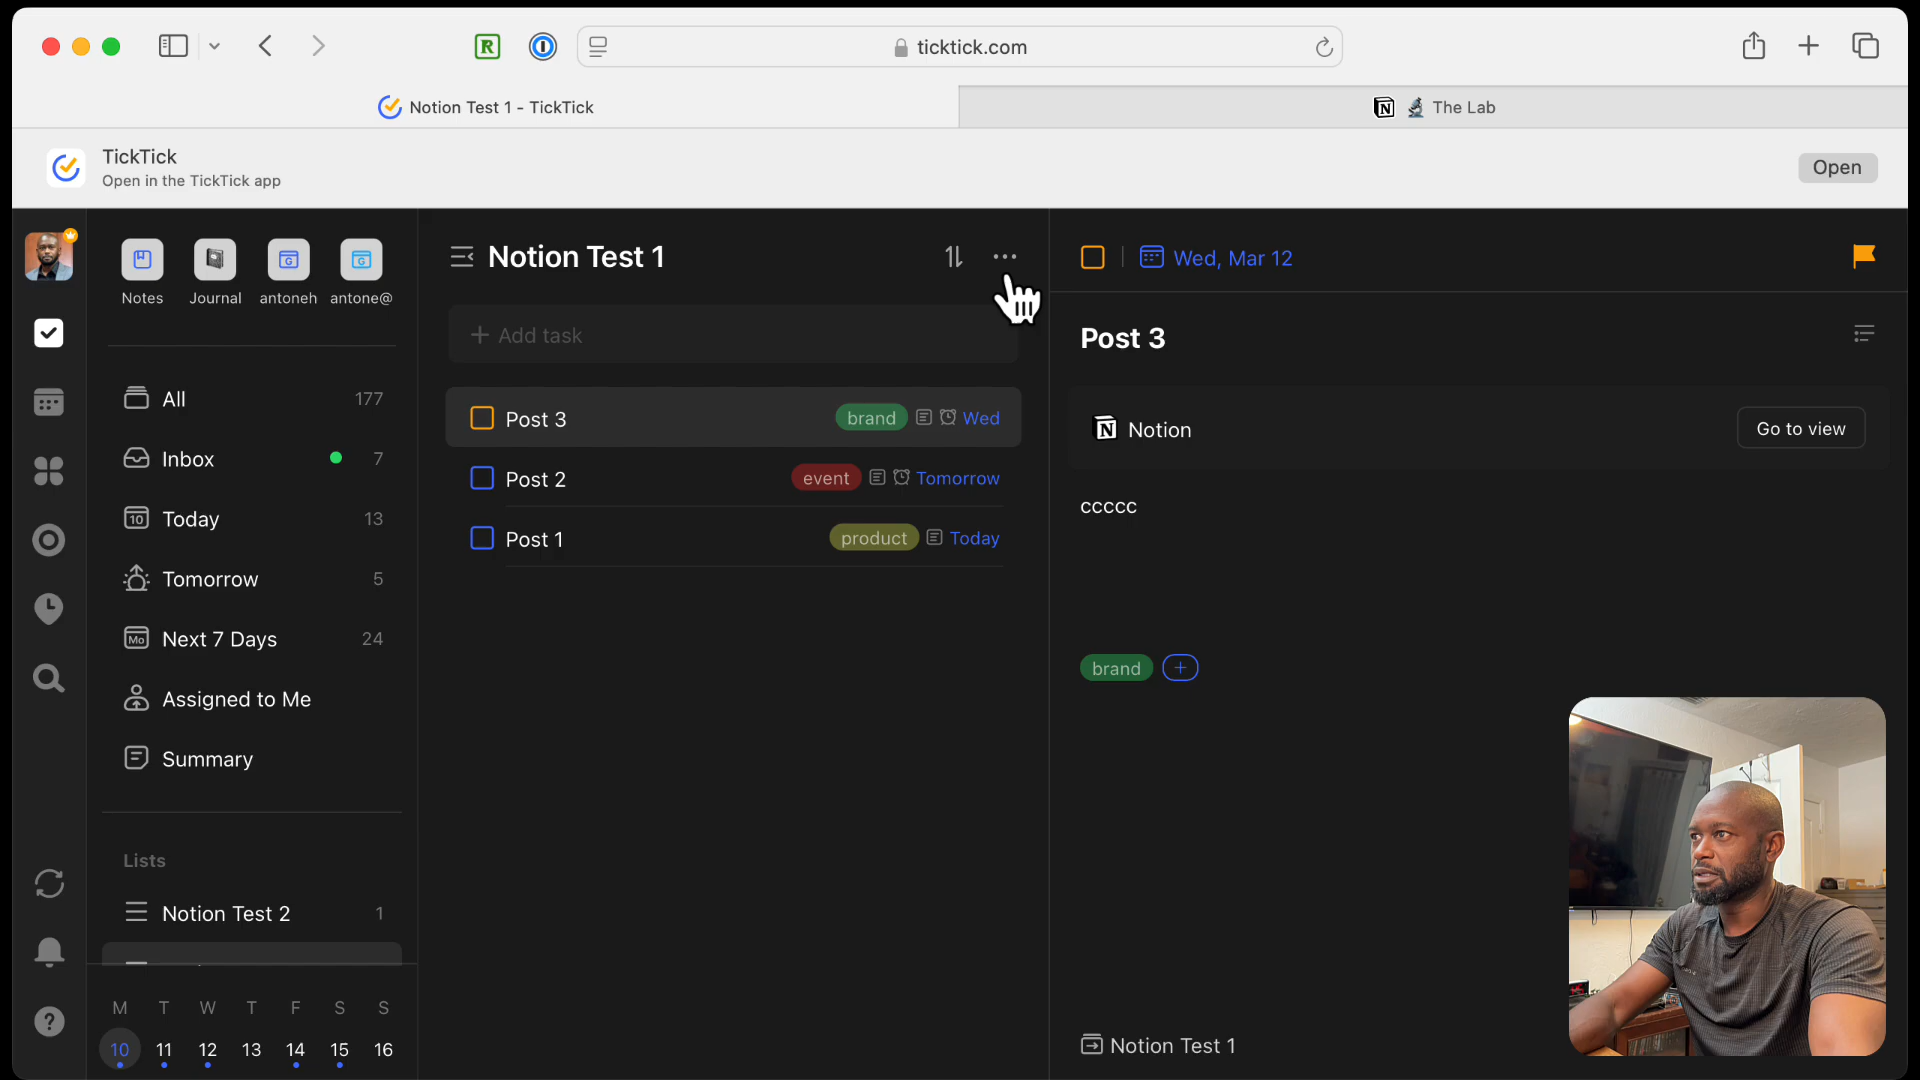 ticktick.com
Notion Test 1 - TickTick
The Lab
TickTick
Open in the TickTick app
Open
Notes
Journal
antoneh
antone@
All 177
Inbox 7
Today 13
Tomorrow 5
Next 7 Days 24
Assigned to Me
Summary
Lists
Notion Test 2 1
M T W T F S S
10 11 12 13 14 15 16
Notion Test 1
+ Add task
Post 3 brand Wed
Post 2 event Tomorrow
Post 1 product Today
Wed, Mar 12
Post 3
Notion
Go to view
ccccc
brand +
Notion Test 1